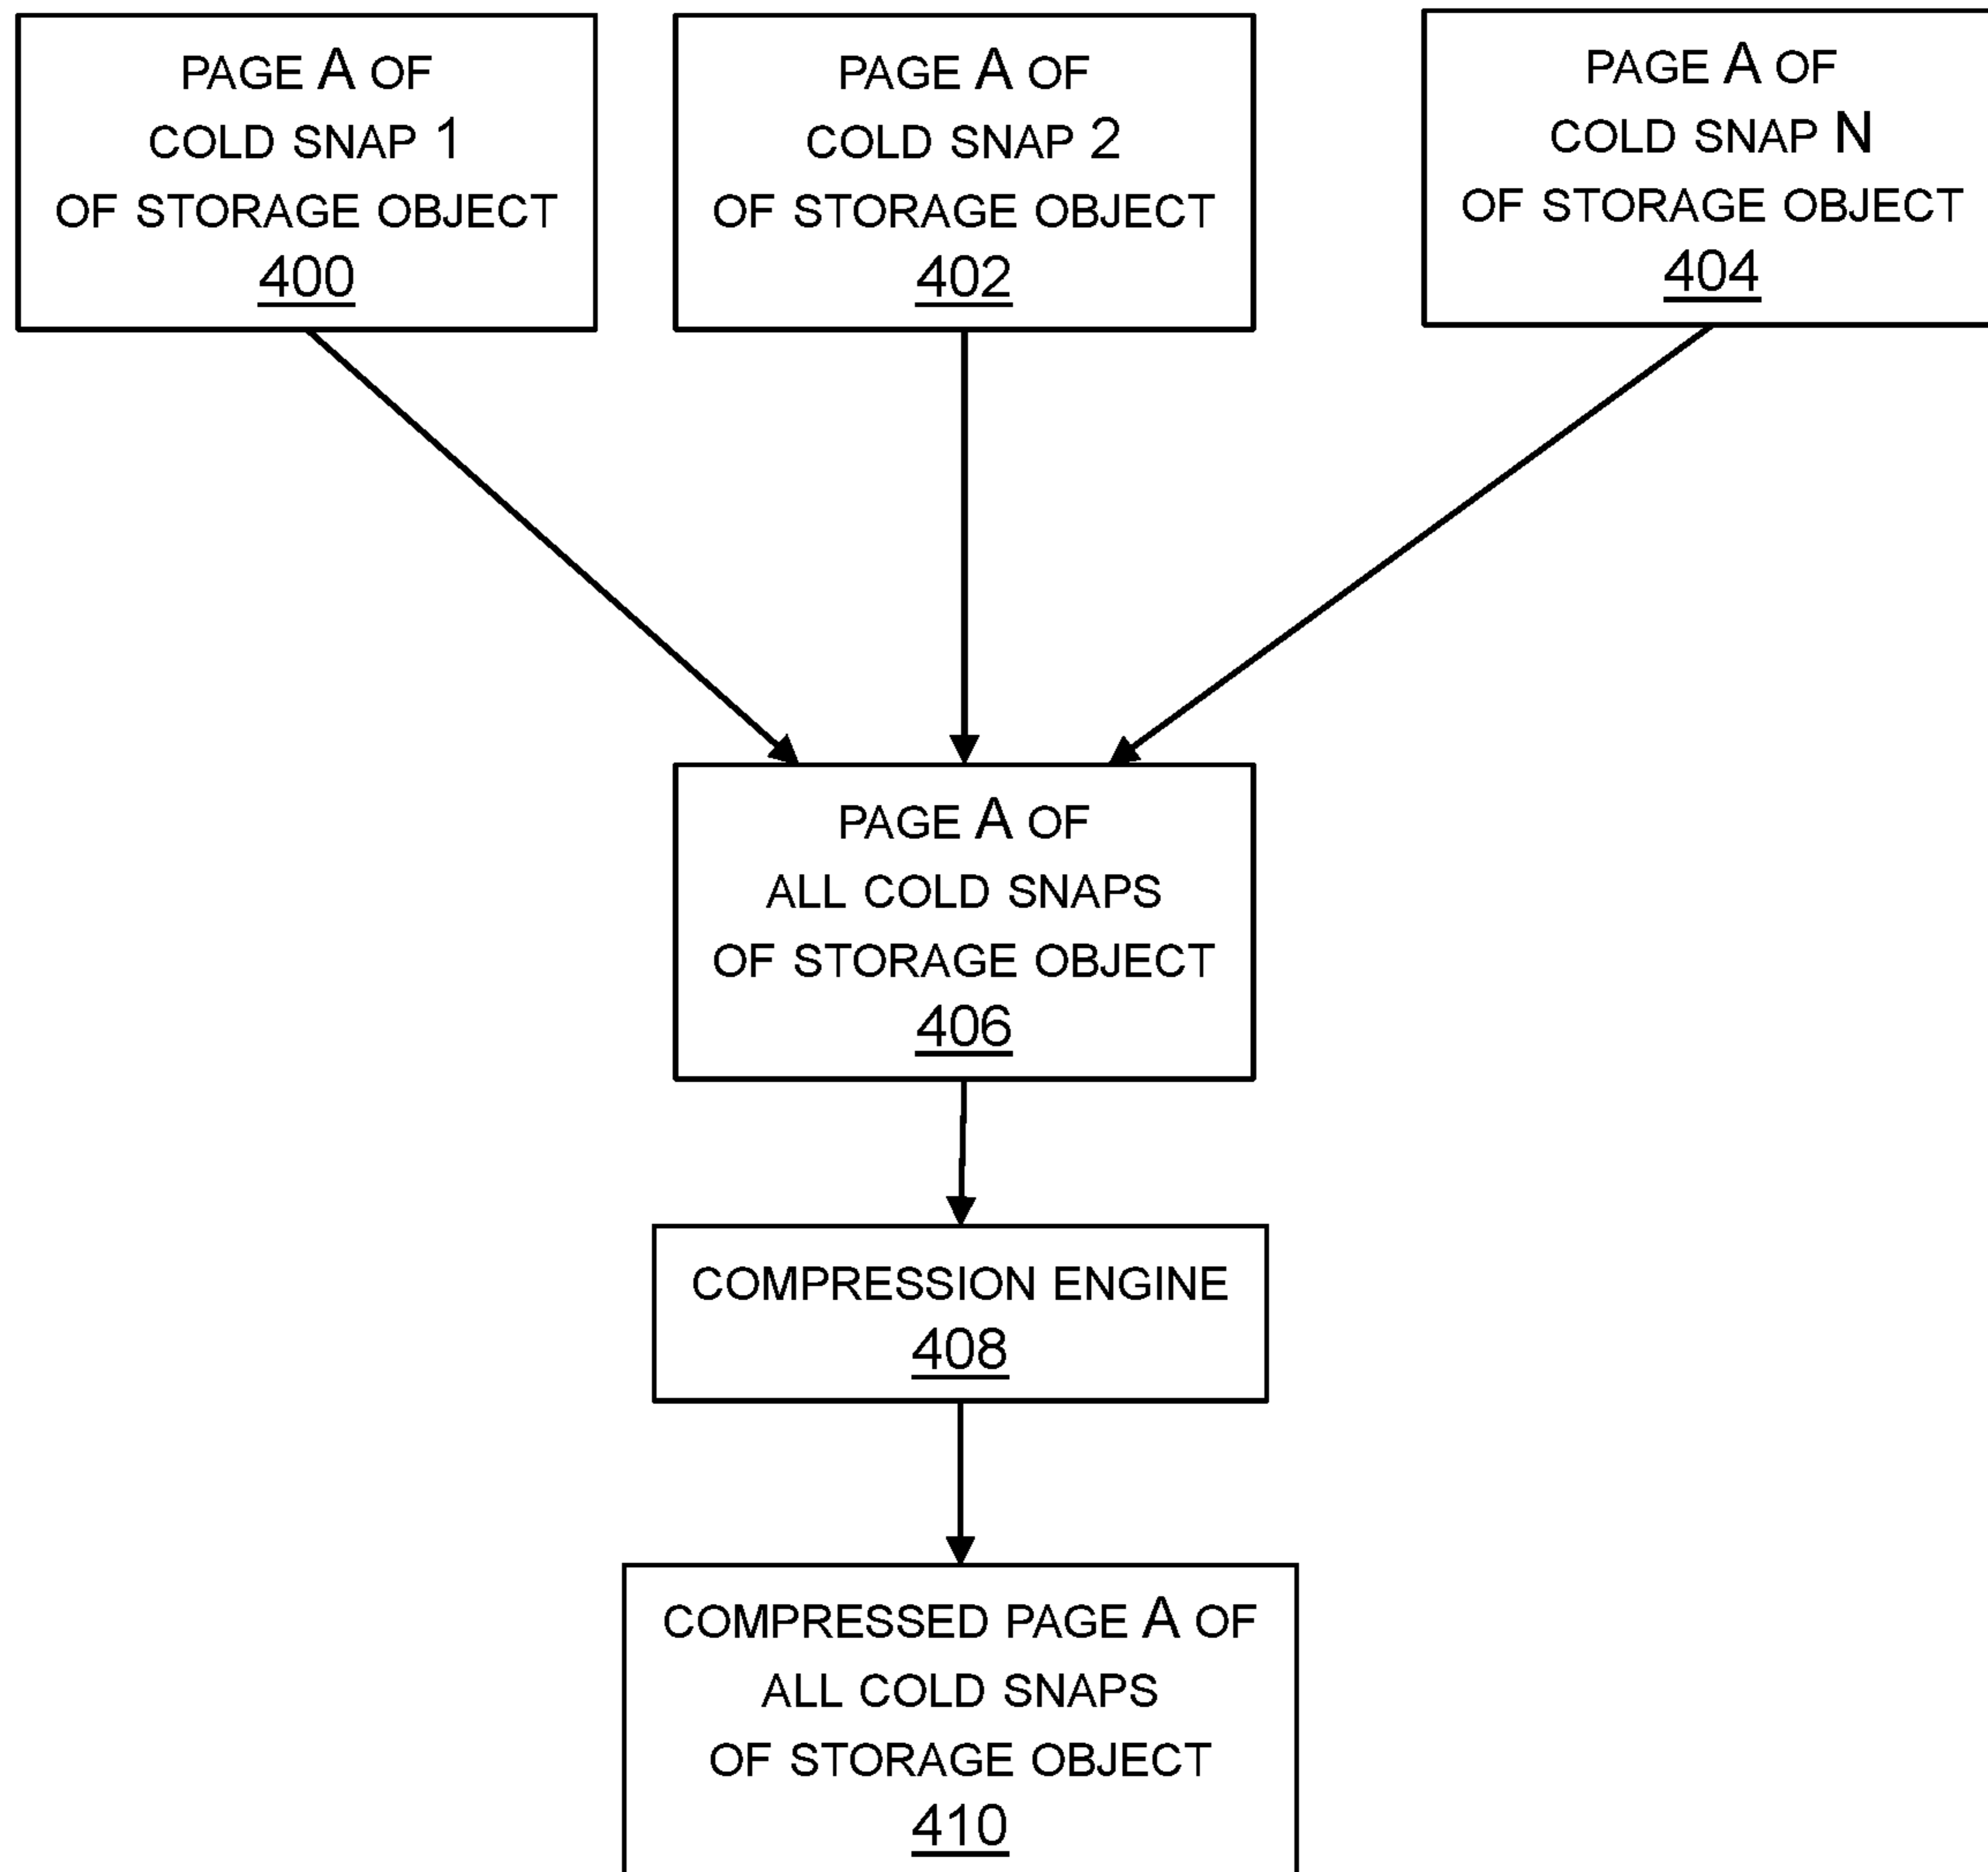 PAGE A OF
COLD SNAP 1
OF STORAGE OBJECT
400
PAGE A OF
COLD SNAP 2
OF STORAGE OBJECT
402
PAGE A OF
COLD SNAP N
OF STORAGE OBJECT
404
PAGE A OF
ALL COLD SNAPS
OF STORAGE OBJECT
406
COMPRESSION ENGINE
408
COMPRESSED PAGE A OF
ALL COLD SNAPS
OF STORAGE OBJECT
410